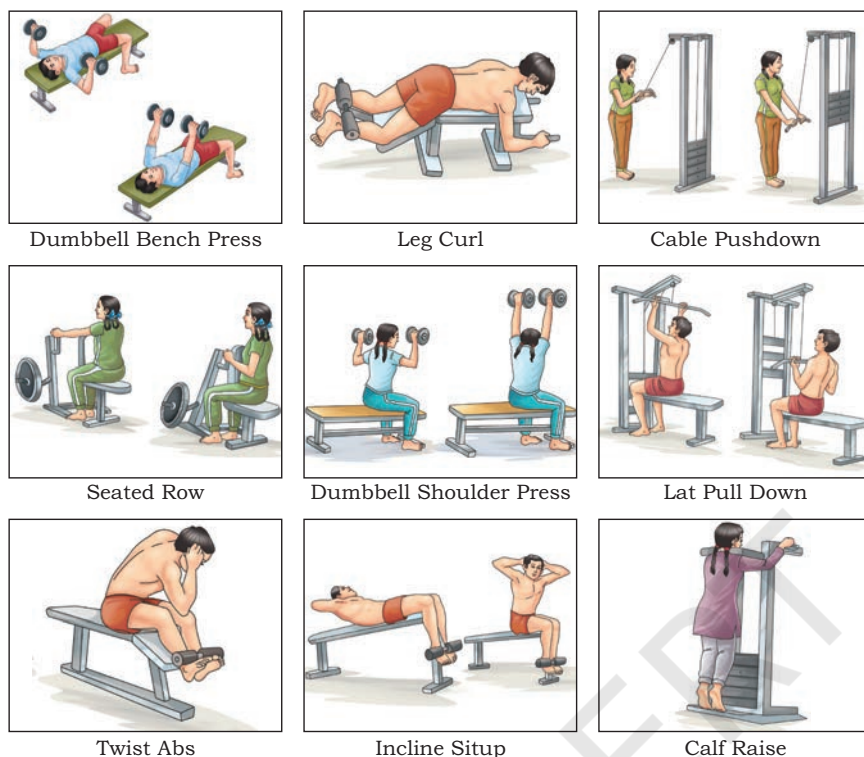 Dumbbell Bench Press
Leg Curl
Cable Pushdown
Seated Row
Dumbbell Shoulder Press
Lat Pull Down
Twist Abs
Incline Situp
Calf Raise